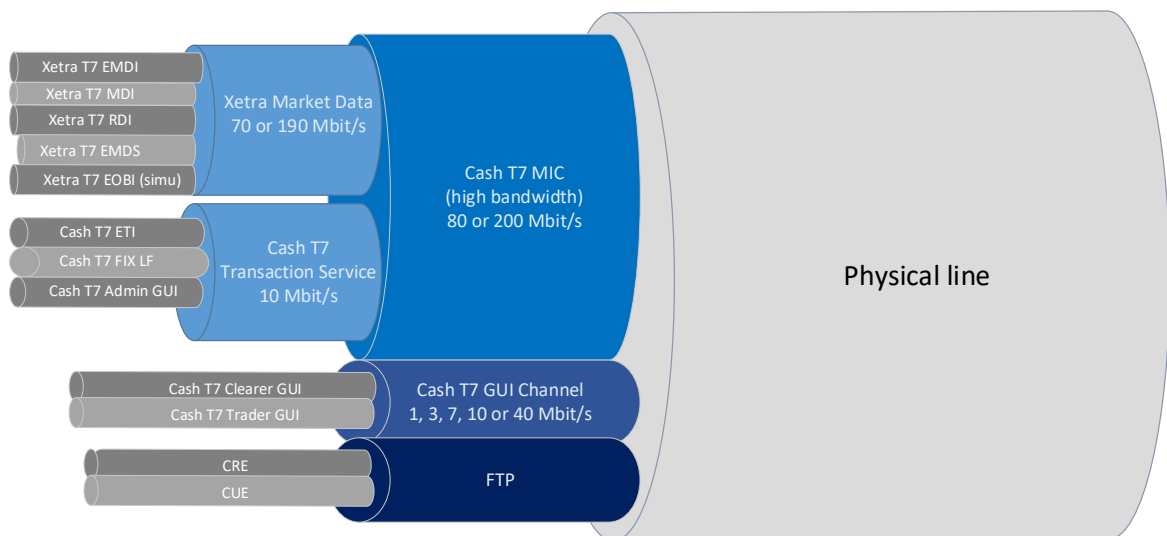 Xetra T7 EMDI
Xetra T7 MDI
Xetra T7 RDI
Xetra T7 EMDS
Xetra T7 EOBI (simu)
Xetra Market Data
70 or 190 Mbit/s
Cash T7 ETI
Cash T7 FIX LF
Cash T7 Admin GUI
Cash T7
Transaction Service
10 Mbit/s
Cash T7 MIC
(high bandwidth)
80 or 200 Mbit/s
Cash T7 Clearer GUI
Cash T7 Trader GUI
Cash T7 GUI Channel
1, 3, 7, 10 or 40 Mbit/s
CRE
CUE
FTP
Physical line